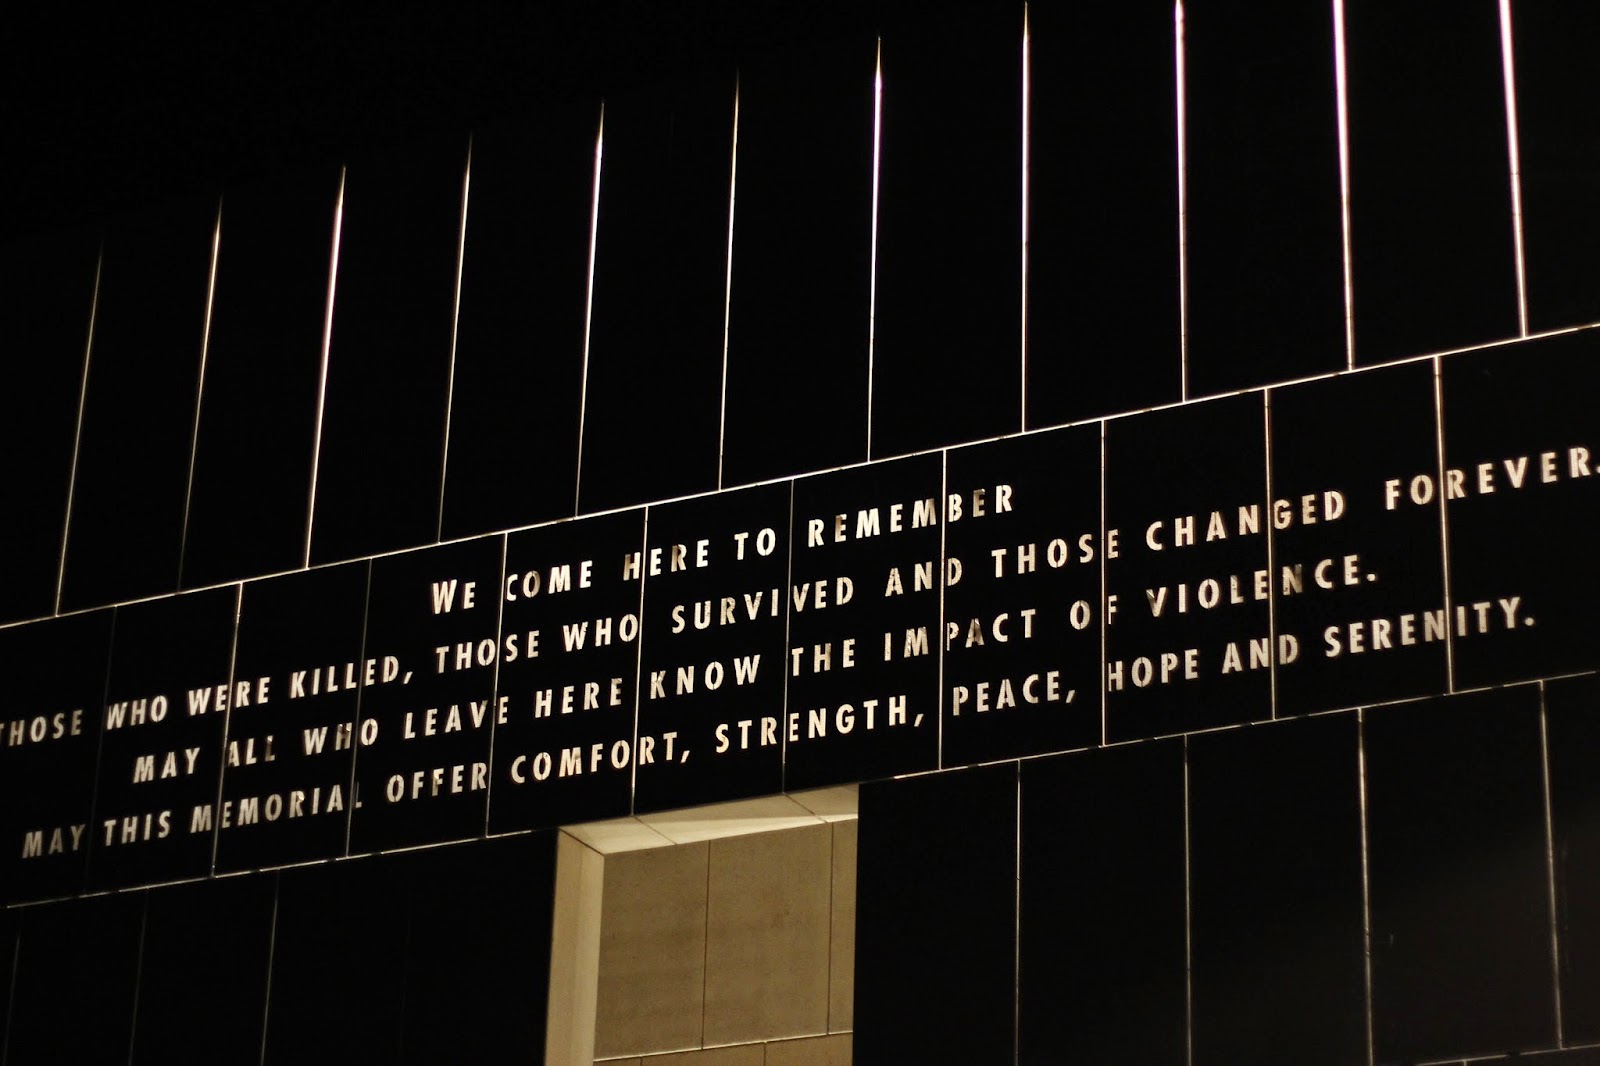 WE COME HERE TO REMEMBER
THOSE WHO WERE KILLED, THOSE WHO SURVIVED AND THOSE CHANGED FOREVER.
MAY ALL WHO LEAVE HERE KNOW THE IMPACT OF VIOLENCE.
MAY THIS MEMORIAL OFFER COMFORT, STRENGTH, PEACE, HOPE AND SERENITY.